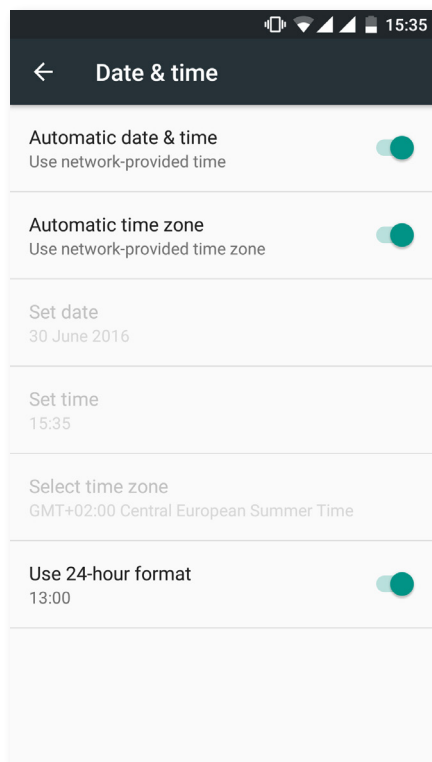 15:35
Date & time
Automatic date & time
Use network-provided time
Automatic time zone
Use network-provided time zone
Set date
30 June 2016
Set time
15:35
Select time zone
GMT+02:00 Central European Summer Time
Use 24-hour format
13:00